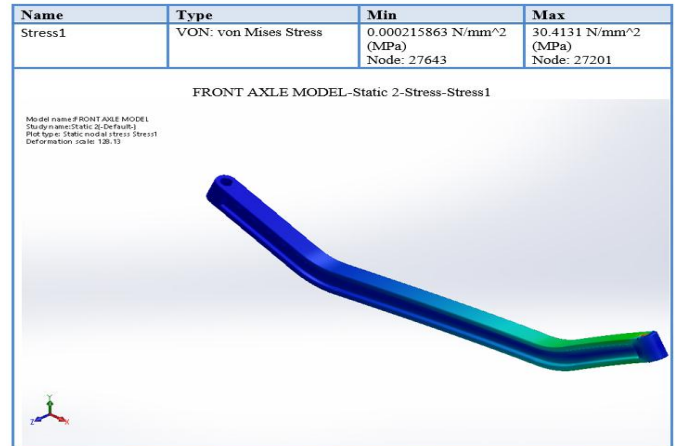 Name Type Min Max
Stress1 VON: von Mises Stress 0.000215863 N/mm^2 30.4131 N/mm^2
(MPa) (MPa)
Node: 27643 Node: 27201
FRONT AXLE MODEL-Static 2-Stress-Stress1
Model name:FRONT AXLE MODEL
Study name:Static 2(-Default-)
Plot type: Static nodal stress Stress1
Deformation scale: 128.13
Y
Z X